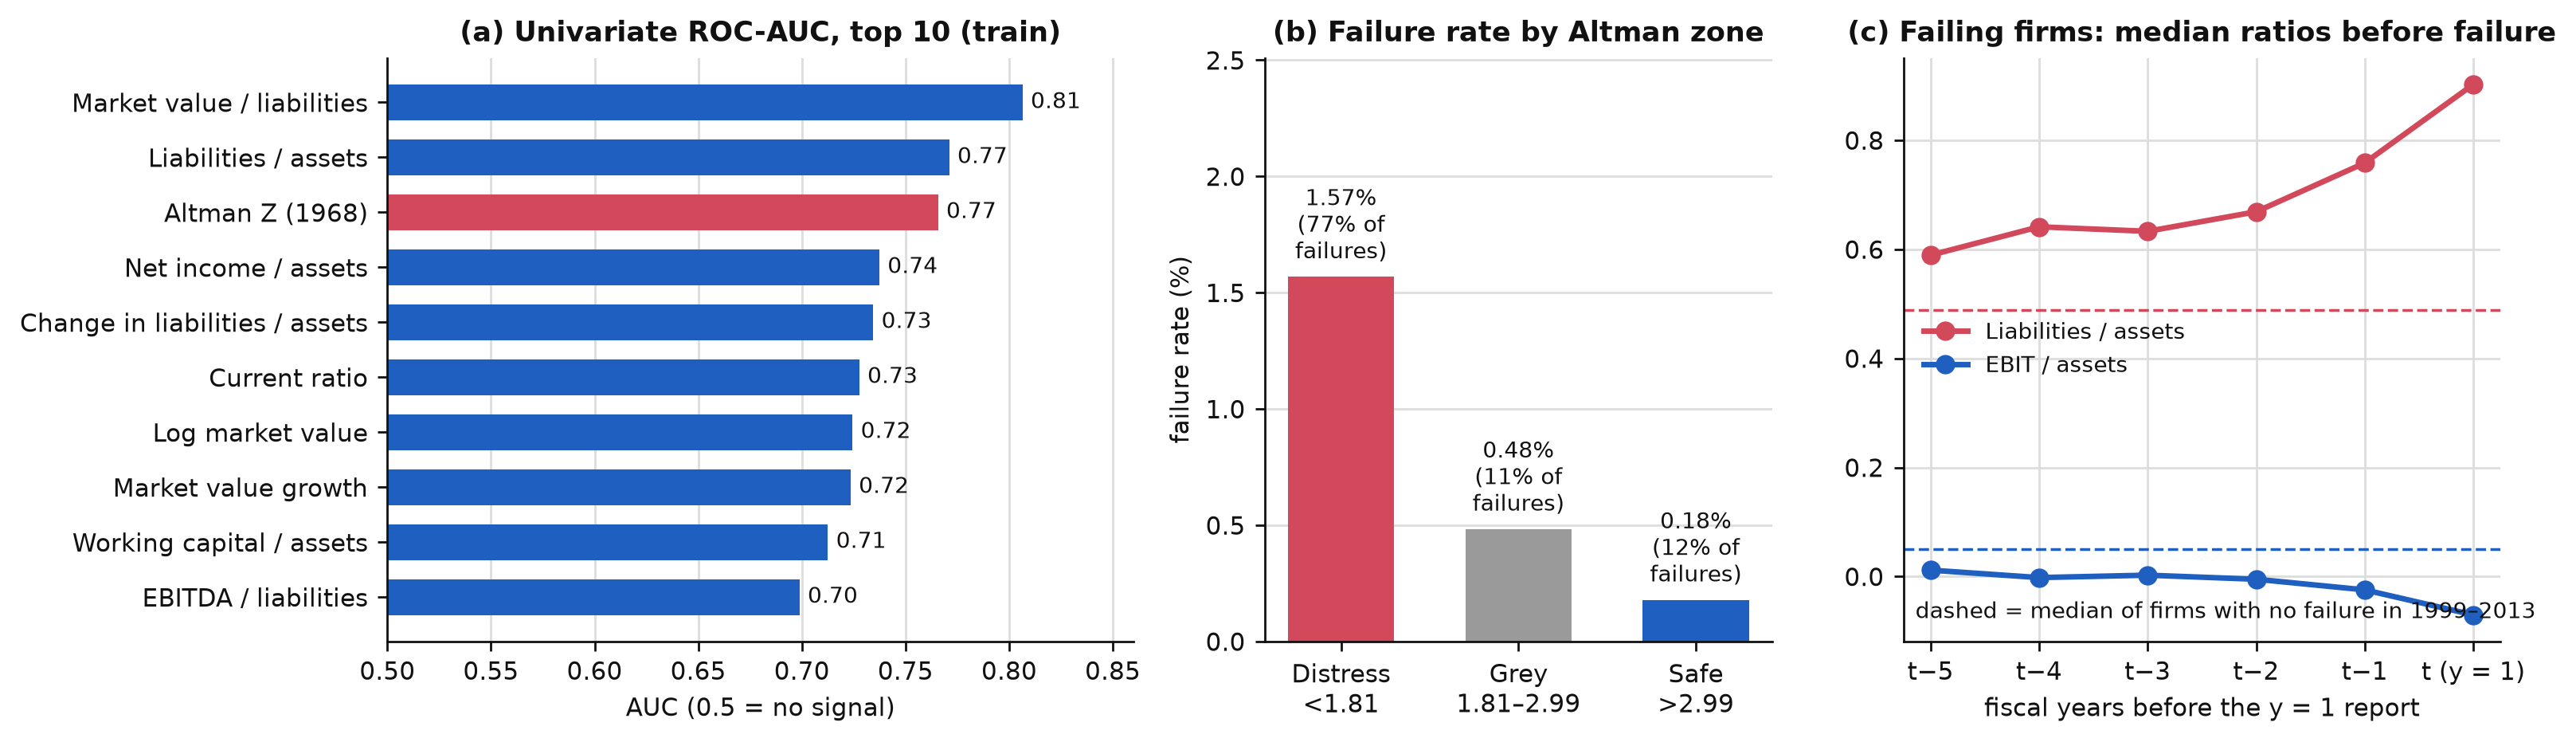 (a) Univariate ROC-AUC, top 10 (train)
Market value / liabilities
0.81
Liabilities / assets
0.77
Altman Z (1968)
0.77
Net income / assets
0.74
Change in liabilities / assets
0.73
Current ratio
0.73
Log market value
0.72
Market value growth
0.72
Working capital / assets
0.71
EBITDA / liabilities
0.70
0.50 0.55 0.60 0.65 0.70 0.75 0.80 0.85
AUC (0.5 = no signal)
(b) Failure rate by Altman zone
failure rate (%)
2.5
2.0
1.5
1.0
0.5
0.0
1.57%
(77% of
failures)
0.48%
(11% of
failures)
0.18%
(12% of
failures)
Distress
<1.81
Grey
1.81–2.99
Safe
>2.99
(c) Failing firms: median ratios before failure
0.8
0.6
0.4
0.2
0.0
Liabilities / assets
EBIT / assets
dashed = median of firms with no failure in 1999–2013
t−5 t−4 t−3 t−2 t−1 t (y = 1)
fiscal years before the y = 1 report